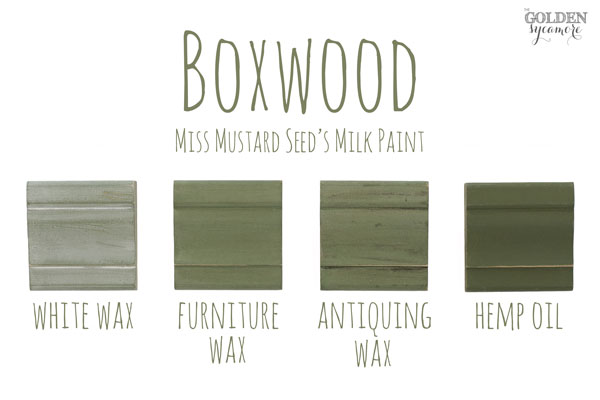 THE
GOLDEN
sycamore
BOXWOOD
MISS MUSTARD SEED'S MILK PAINT
WHITE WAX
FURNITURE
WAX
ANTIQUING
WAX
HEMP OIL